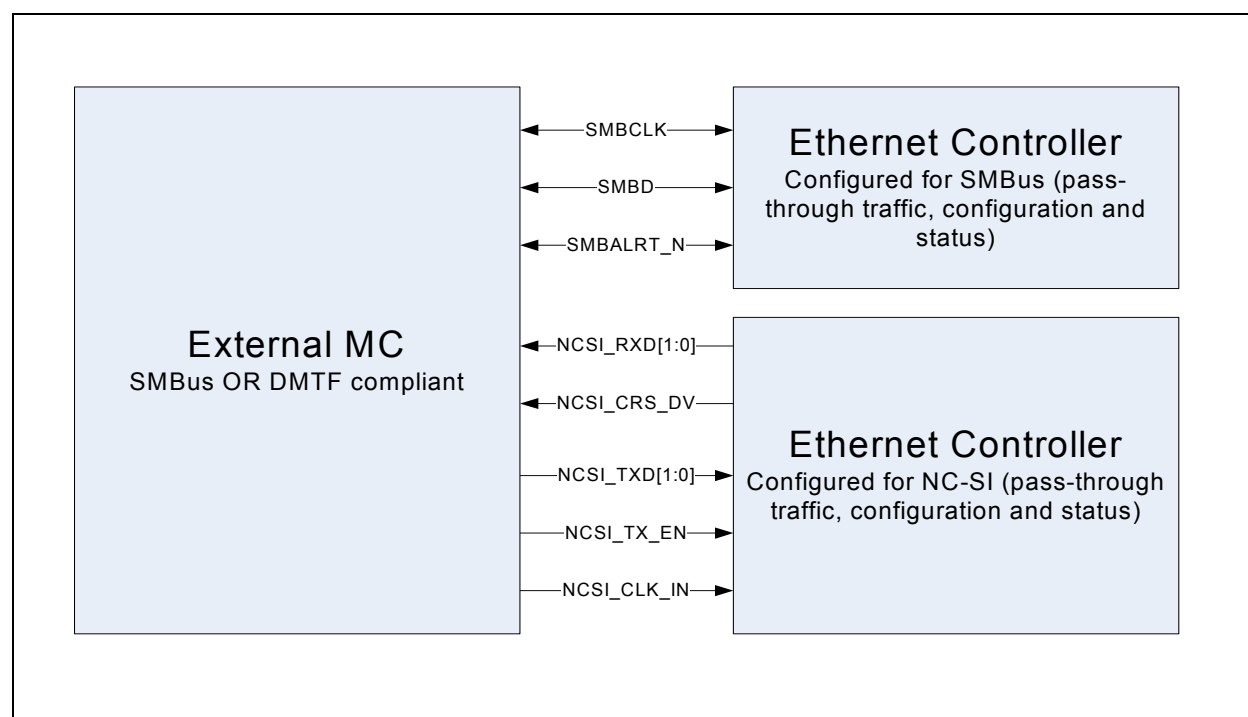 External MC
SMBus OR DMTF compliant
SMBCLK
SMBD
SMBALRT_N
NCSI_RXD[1:0]
NCSI_CRS_DV
NCSI_TXD[1:0]
NCSI_TX_EN
NCSI_CLK_IN
Ethernet Controller
Configured for SMBus (pass-
through traffic, configuration and
status)
Ethernet Controller
Configured for NC-SI (pass-through
traffic, configuration and status)